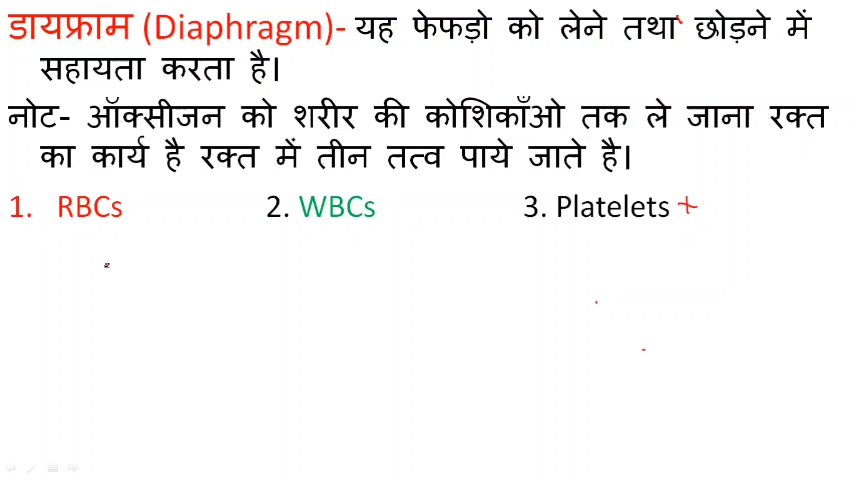 डायफ्राम (Diaphragm)- यह फेफड़ो को लेने तथा छोड़ने में
सहायता करता है।
नोट- ऑक्सीजन को शरीर की कोशिकाँओ तक ले जाना रक्त
का कार्य है रक्त में तीन तत्व पाये जाते है।
1. RBCs 2. WBCs 3. Platelets +